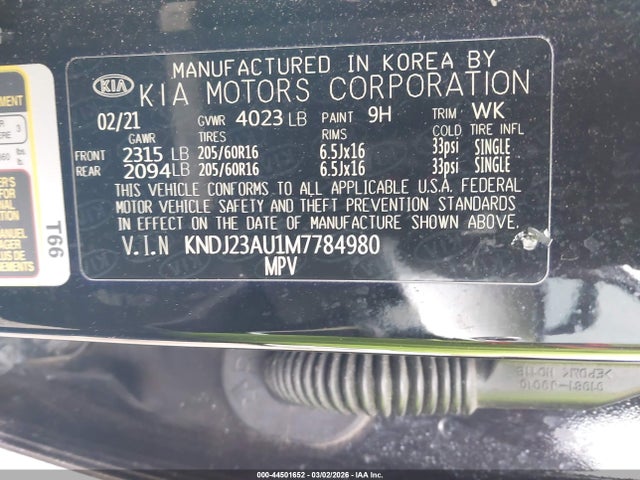 MANUFACTURED IN KOREA BY
KIA KIA MOTORS CORPORATION
02/21 GVWR 4023 LB PAINT 9H TRIM WK
GAWR TIRES RIMS COLD TIRE INFL
FRONT 2315 LB 205/60R16 6.5Jx16 33psi SINGLE
REAR 2094 LB 205/60R16 6.5Jx16 33psi SINGLE
THIS VEHICLE CONFORMS TO ALL APPLICABLE U.S.A. FEDERAL
MOTOR VEHICLE SAFETY AND THEFT PREVENTION STANDARDS
IN EFFECT ON THE DATE OF MANUFACTURE SHOWN ABOVE.
V.I.N KNDJ23AU1M7784980
MPV
T66
000-44501652 | 03/02/2026 - IAA Inc.